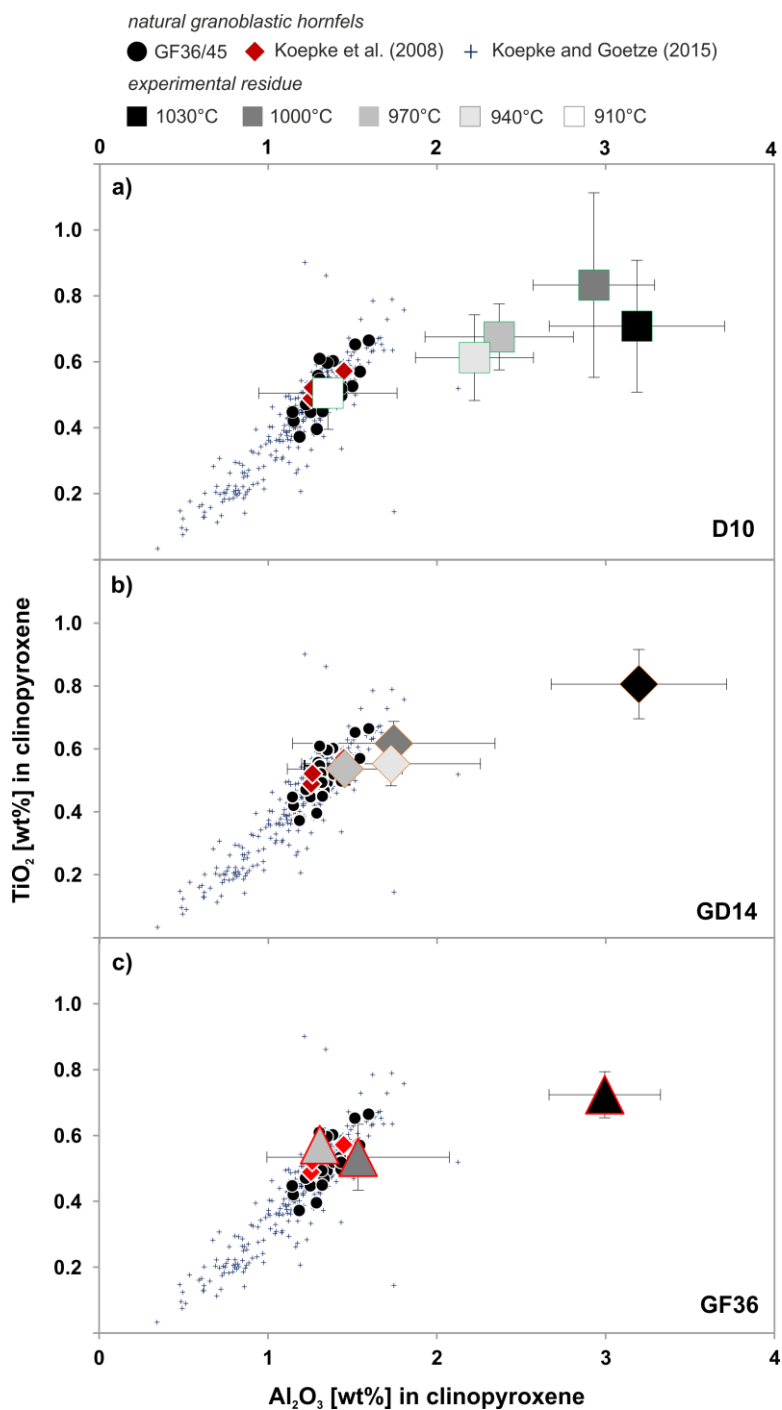 natural granoblastic hornfels
GF36/45 Koepke et al. (2008) Koepke and Goetze (2015)
experimental residue
1030°C 1000°C 970°C 940°C 910°C
0 1 2 3 4
a)
1.0
0.8
0.6
0.4
0.2
D10
b)
1.0
0.8
0.6
0.4
0.2
GD14
TiO₂ [wt%] in clinopyroxene
c)
1.0
0.8
0.6
0.4
0.2
GF36
0 1 2 3 4
Al₂O₃ [wt%] in clinopyroxene